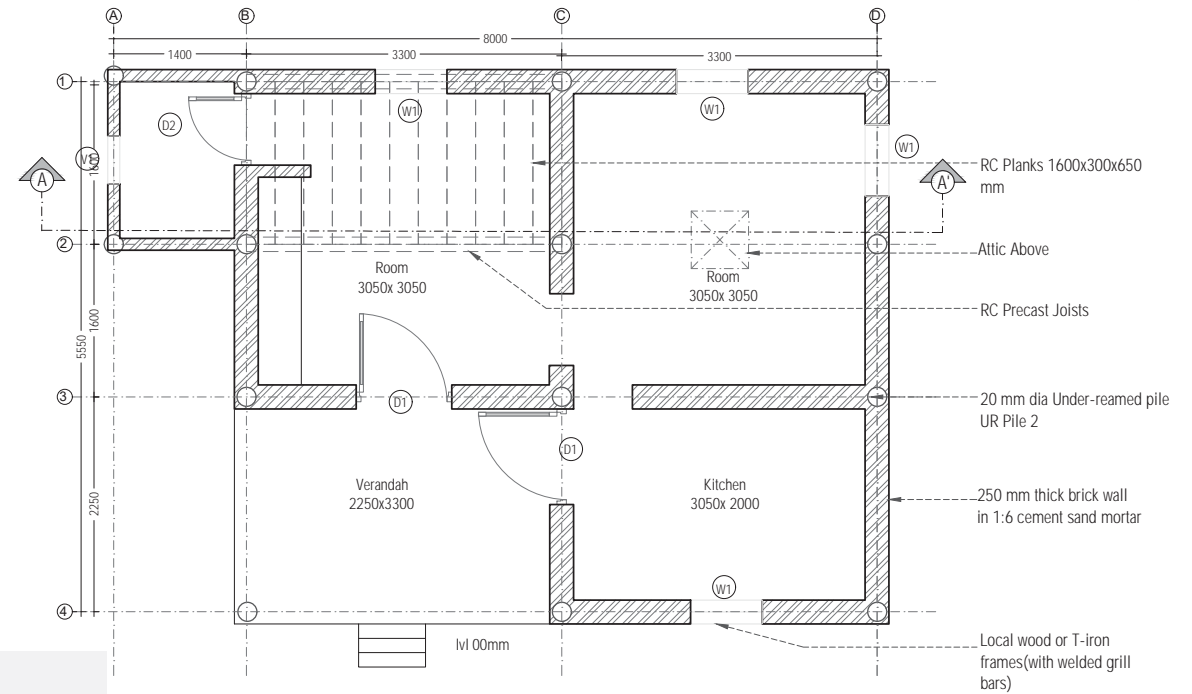 A
B
C
D
8000
1400
3300
3300
1
W1
W1
D2
V1
1600
W1
RC Planks 1600x300x650
mm
A
A'
2
Attic Above
Room
3050x 3050
Room
3050x 3050
RC Precast Joists
1600
5550
3
D1
20 mm dia Under-reamed pile
UR Pile 2
D1
Verandah
2250x3300
Kitchen
3050x 2000
250 mm thick brick wall
in 1:6 cement sand mortar
2250
W1
4
lvl 00mm
Local wood or T-iron
frames(with welded grill
bars)